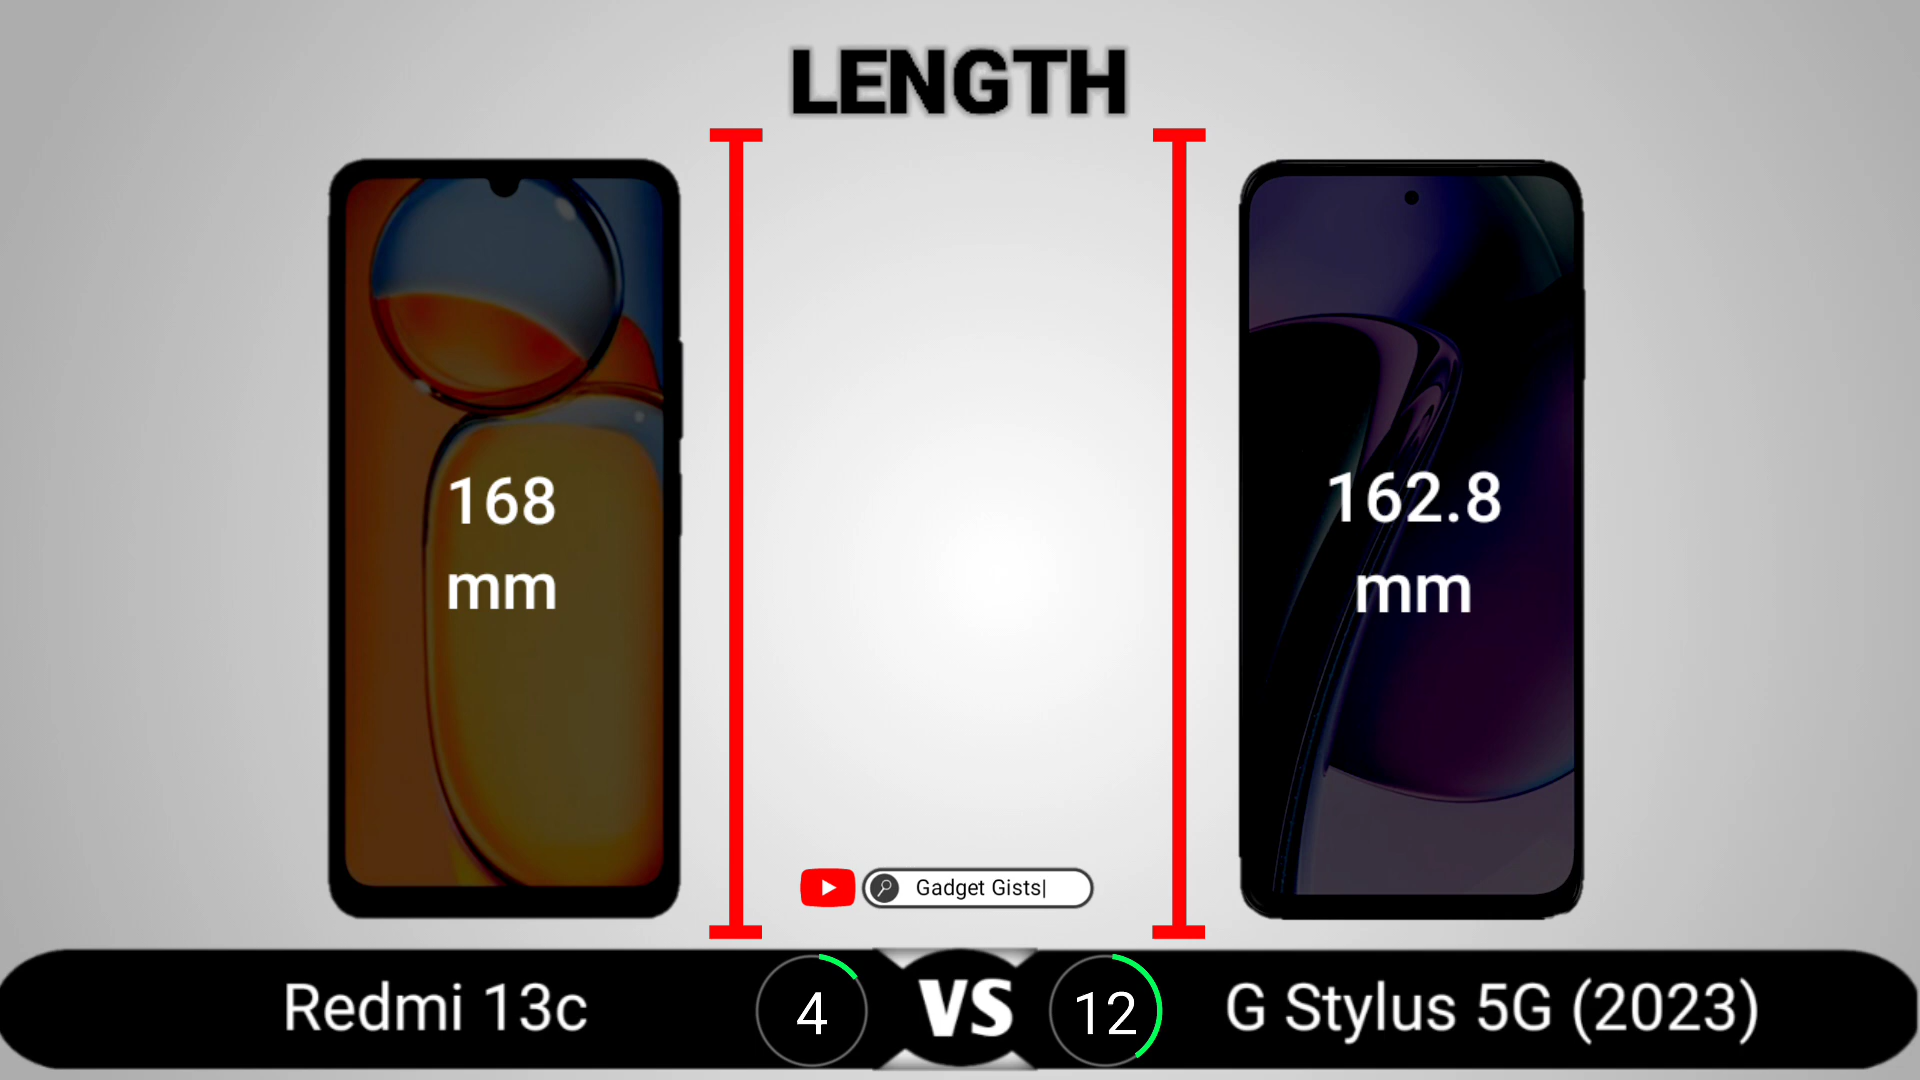 LENGTH
168
mm
162.8
mm
Gadget Gists|
Redmi 13c
4
VS
12
G Stylus 5G (2023)